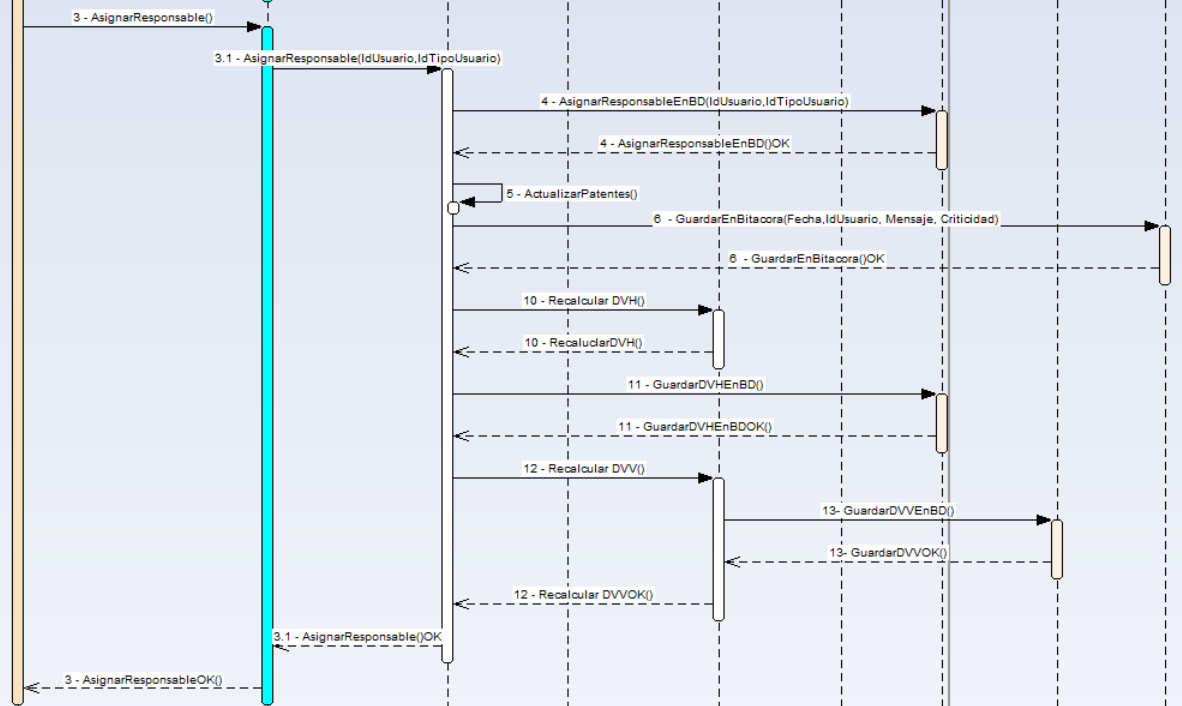 3 - AsignarResponsable()
3.1 - AsignarResponsable(IdUsuario,IdTipoUsuario)
4 - AsignarResponsableEnBD(IdUsuario,IdTipoUsuario)
4 - AsignarResponsableEnBD()OK
5 - ActualizarPatentes()
6 - GuardarEnBitacora(Fecha,IdUsuario, Mensaje, Criticidad)
6 - GuardarEnBitacora()OK
10 - Recalcular DVH()
10 - RecaluclarDVH()
11 - GuardarDVHEnBD()
11 - GuardarDVHEnBDOK()
12 - Recalcular DVV()
13- GuardarDVVEnBD()
13- GuardarDVVOK()
12 - Recalcular DVVOK()
3.1 - AsignarResponsable()OK
3 - AsignarResponsableOK()